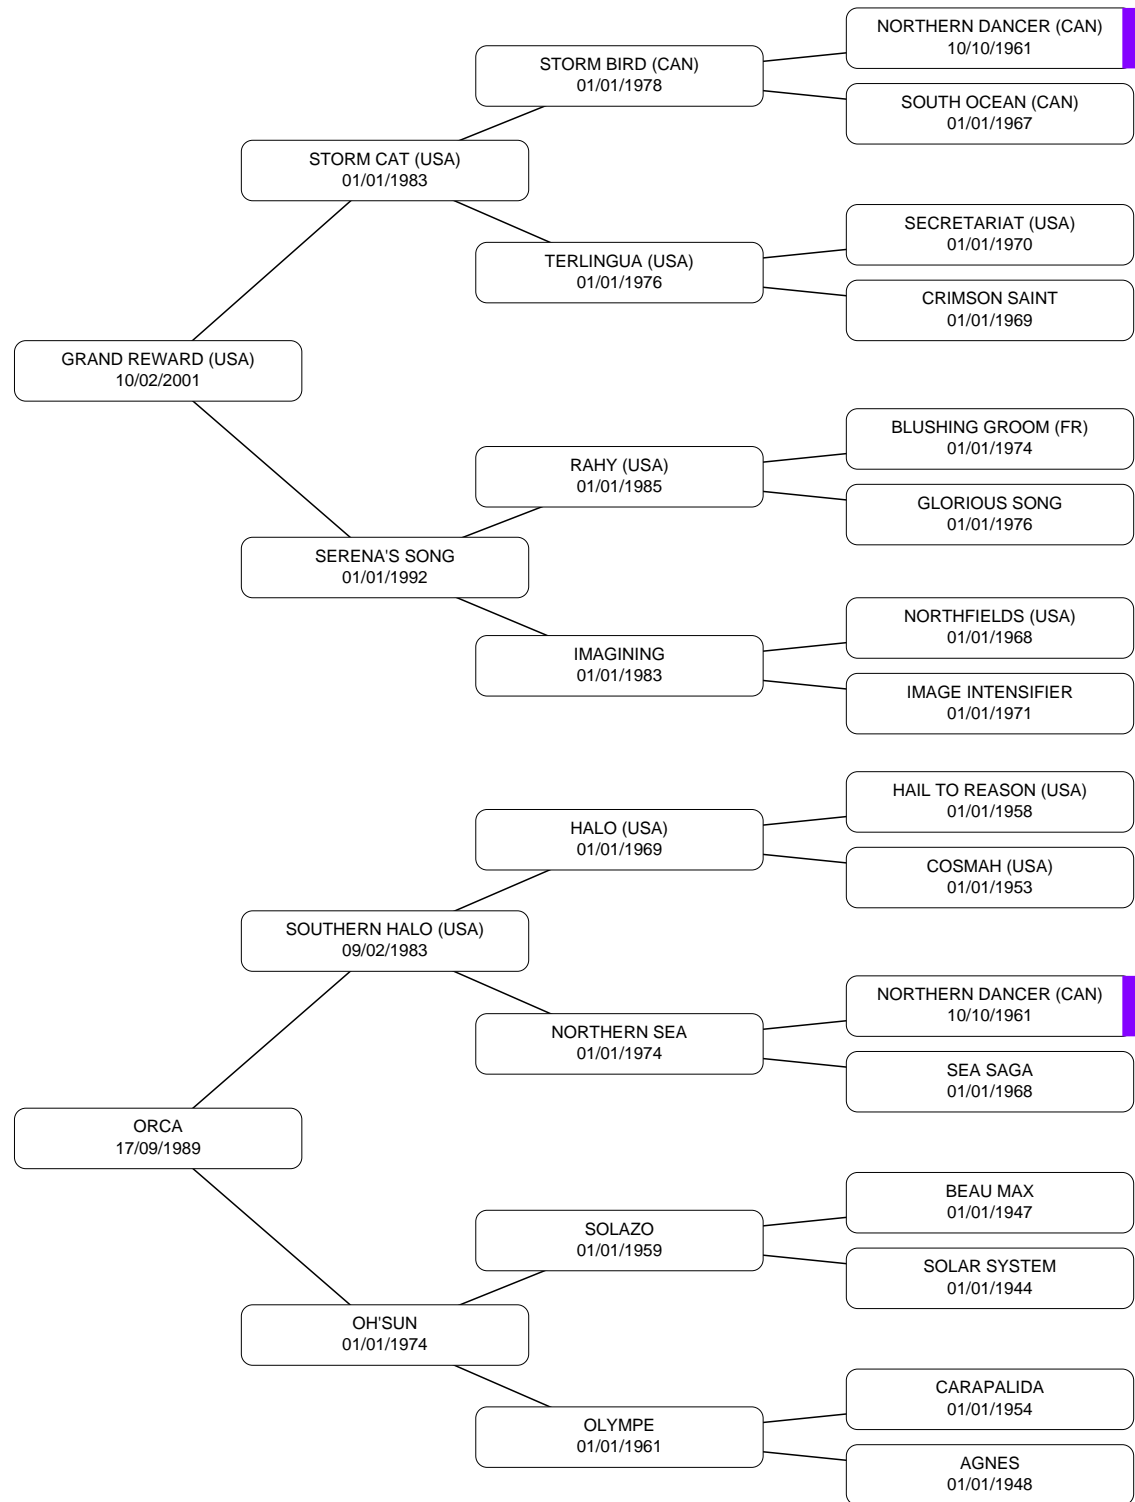 NORTHERN DANCER (CAN)
10/10/1961
STORM BIRD (CAN)
01/01/1978
SOUTH OCEAN (CAN)
01/01/1967
STORM CAT (USA)
01/01/1983
SECRETARIAT (USA)
01/01/1970
TERLINGUA (USA)
01/01/1976
CRIMSON SAINT
01/01/1969
GRAND REWARD (USA)
10/02/2001
BLUSHING GROOM (FR)
01/01/1974
RAHY (USA)
01/01/1985
GLORIOUS SONG
01/01/1976
SERENA'S SONG
01/01/1992
NORTHFIELDS (USA)
01/01/1968
IMAGINING
01/01/1983
IMAGE INTENSIFIER
01/01/1971
HAIL TO REASON (USA)
01/01/1958
HALO (USA)
01/01/1969
COSMAH (USA)
01/01/1953
SOUTHERN HALO (USA)
09/02/1983
NORTHERN DANCER (CAN)
10/10/1961
NORTHERN SEA
01/01/1974
SEA SAGA
01/01/1968
ORCA
17/09/1989
BEAU MAX
01/01/1947
SOLAZO
01/01/1959
SOLAR SYSTEM
01/01/1944
OH'SUN
01/01/1974
CARAPALIDA
01/01/1954
OLYMPE
01/01/1961
AGNES
01/01/1948